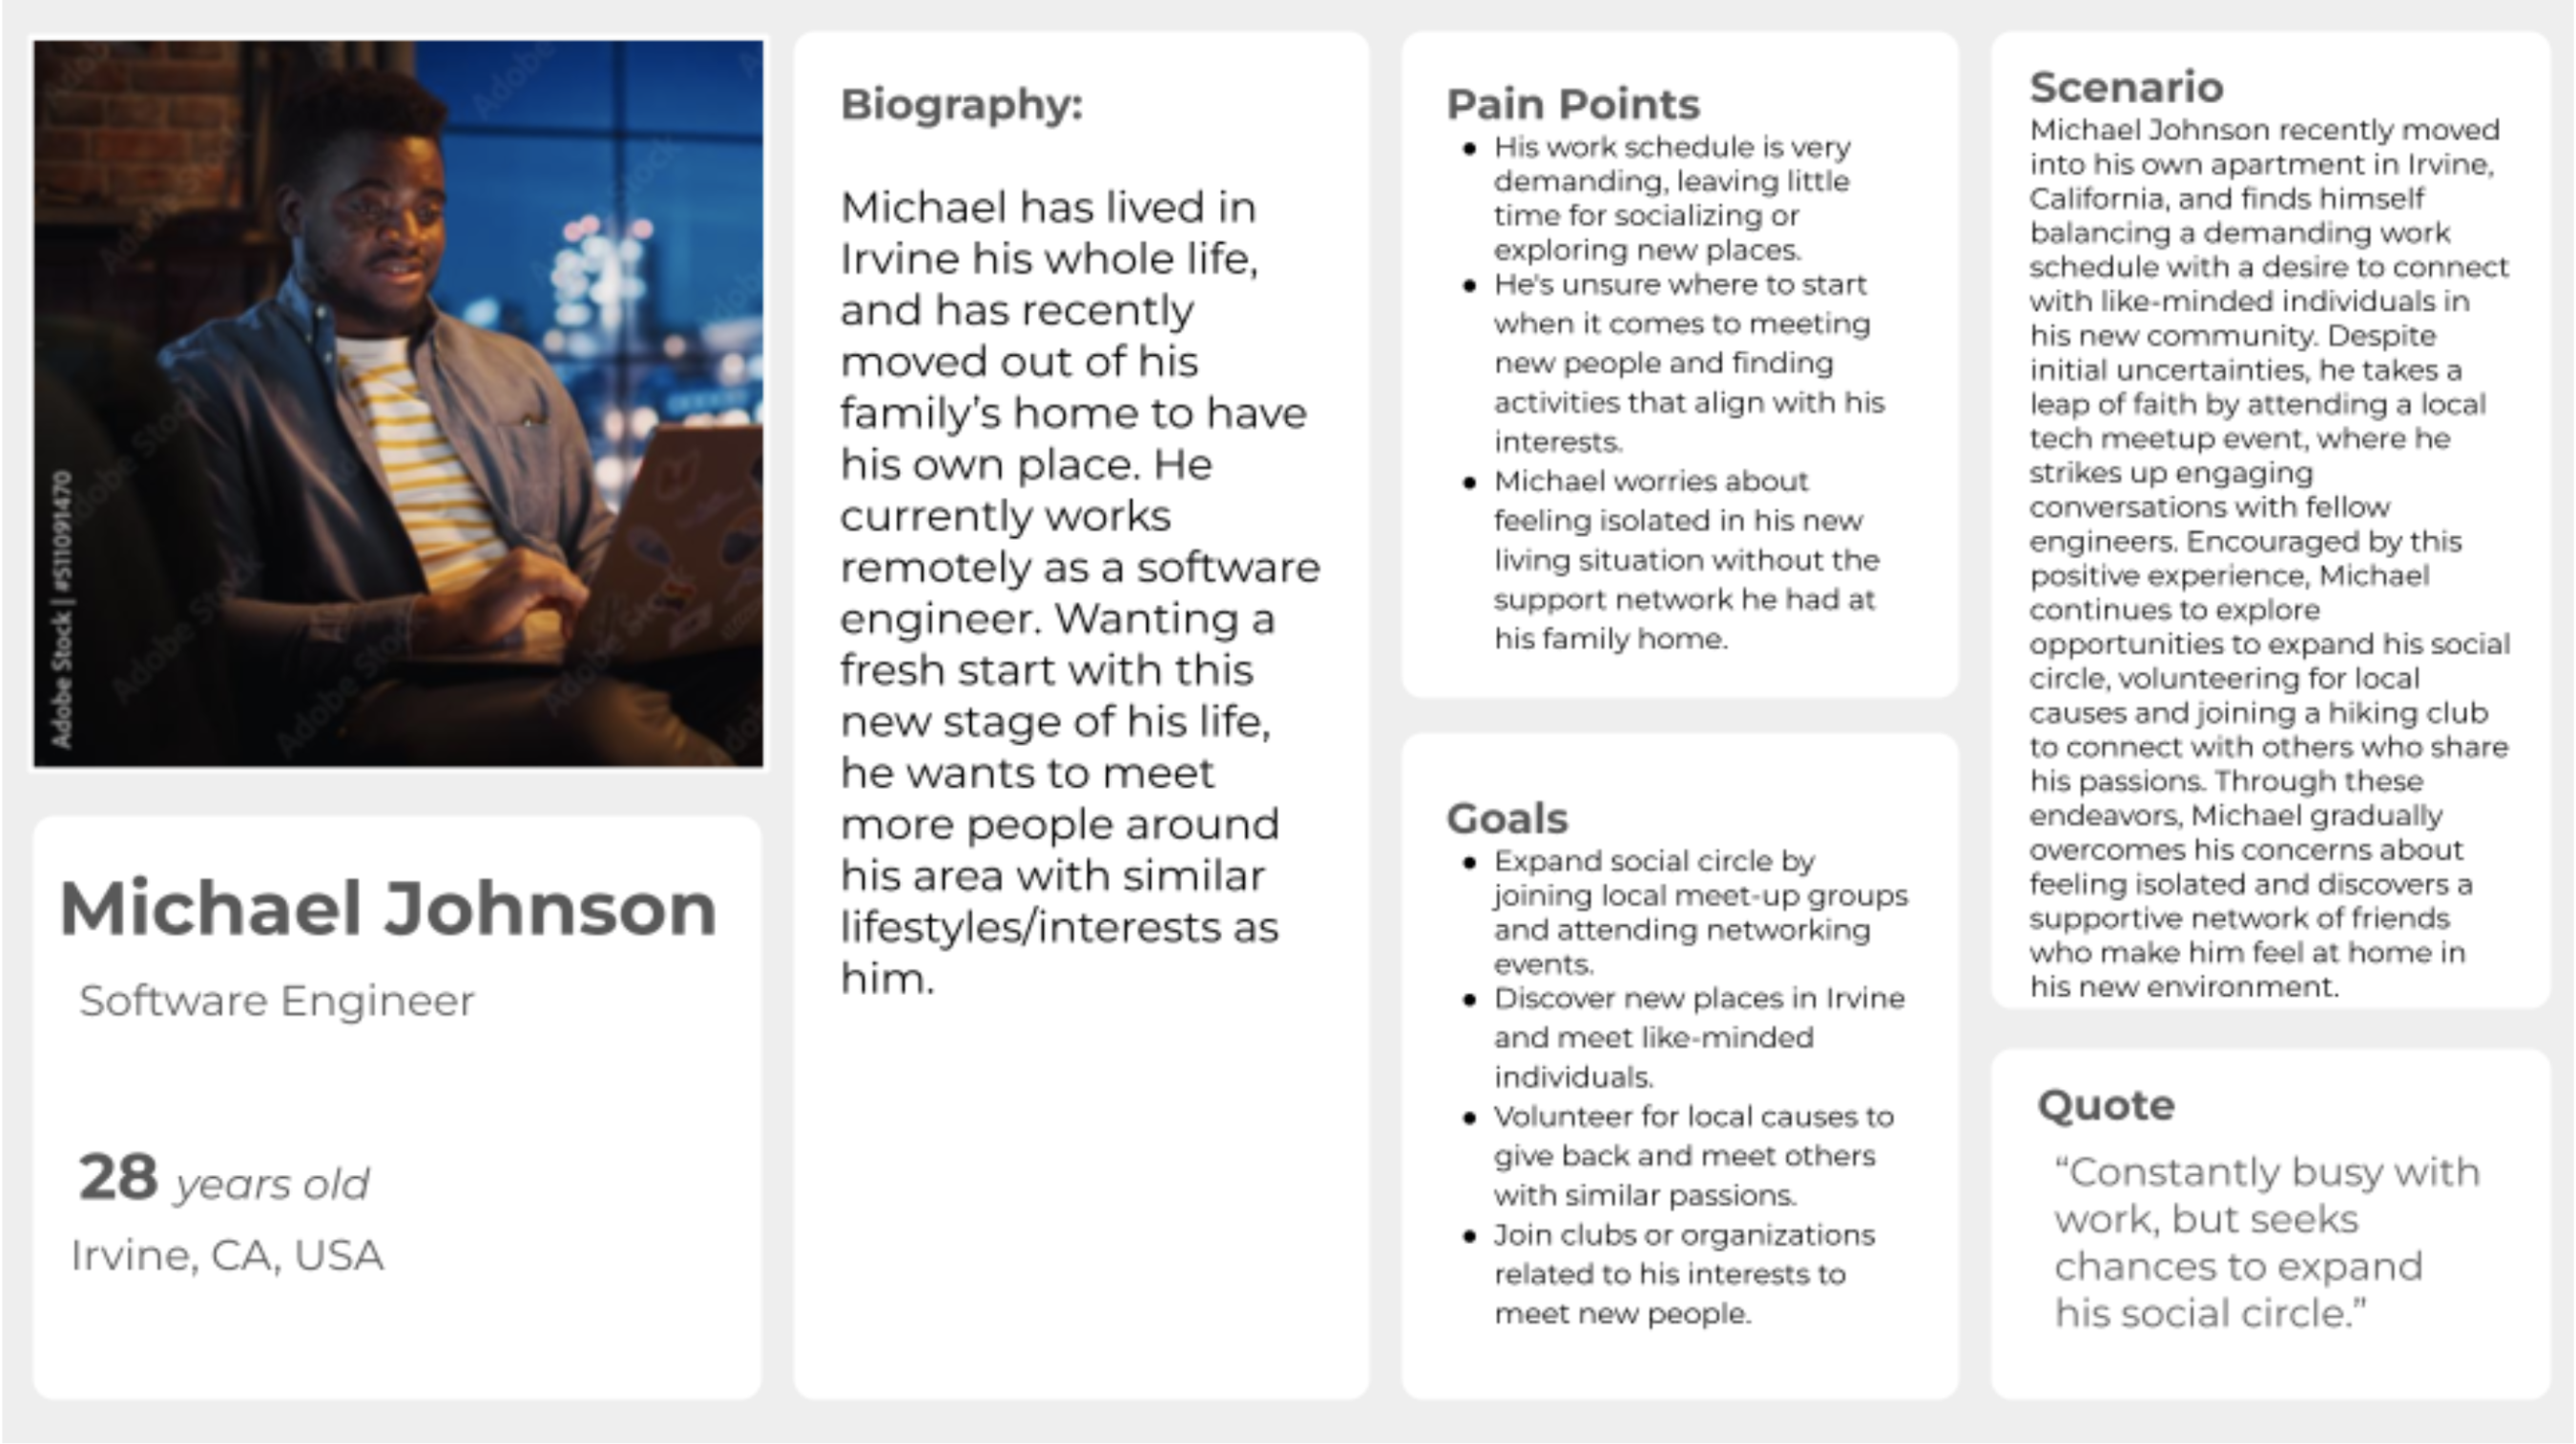 Adobe Stock | #511091470
Michael Johnson
Software Engineer
28 years old
Irvine, CA, USA
Biography:
Michael has lived in
Irvine his whole life,
and has recently
moved out of his
family’s home to have
his own place. He
currently works
remotely as a software
engineer. Wanting a
fresh start with this
new stage of his life,
he wants to meet
more people around
his area with similar
lifestyles/interests as
him.
Pain Points
● His work schedule is very
demanding, leaving little
time for socializing or
exploring new places.
● He's unsure where to start
when it comes to meeting
new people and finding
activities that align with his
interests.
● Michael worries about
feeling isolated in his new
living situation without the
support network he had at
his family home.
Goals
● Expand social circle by
joining local meet-up groups
and attending networking
events.
● Discover new places in Irvine
and meet like-minded
individuals.
● Volunteer for local causes to
give back and meet others
with similar passions.
● Join clubs or organizations
related to his interests to
meet new people.
Scenario
Michael Johnson recently moved
into his own apartment in Irvine,
California, and finds himself
balancing a demanding work
schedule with a desire to connect
with like-minded individuals in
his new community. Despite
initial uncertainties, he takes a
leap of faith by attending a local
tech meetup event, where he
strikes up engaging
conversations with fellow
engineers. Encouraged by this
positive experience, Michael
continues to explore
opportunities to expand his social
circle, volunteering for local
causes and joining a hiking club
to connect with others who share
his passions. Through these
endeavors, Michael gradually
overcomes his concerns about
feeling isolated and discovers a
supportive network of friends
who make him feel at home in
his new environment.
Quote
“Constantly busy with
work, but seeks
chances to expand
his social circle.”